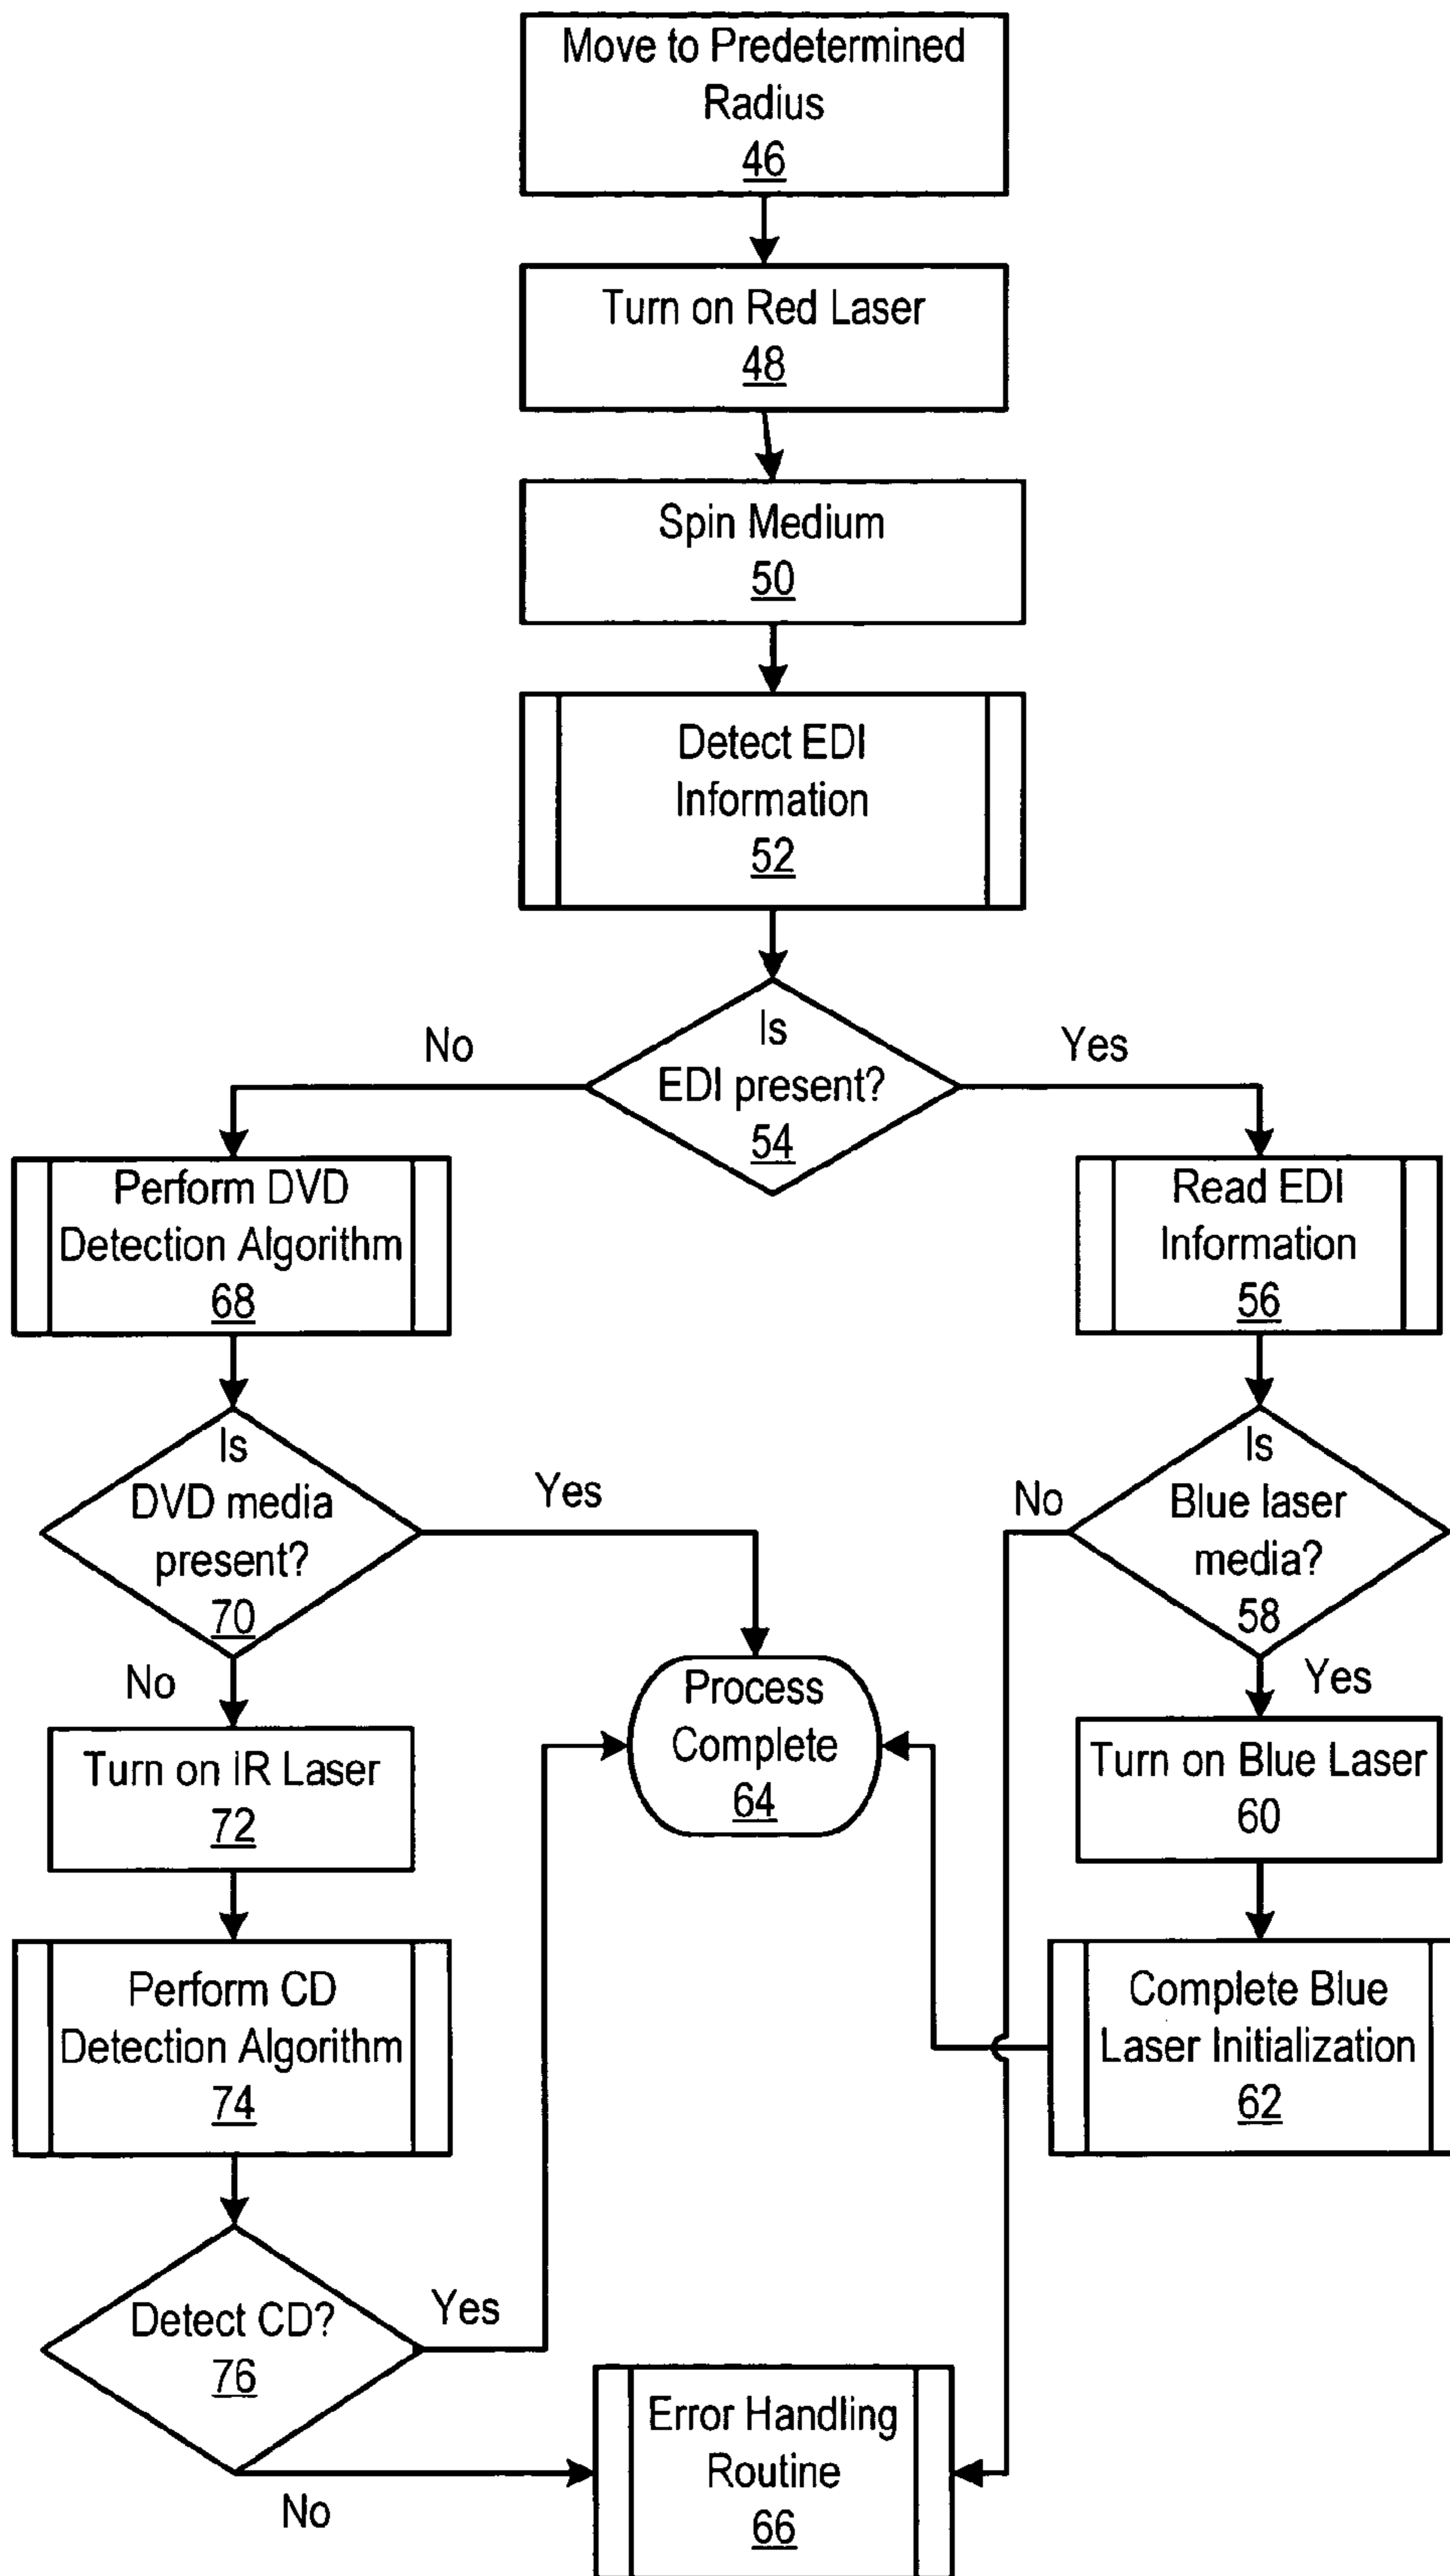 Move to Predetermined
Radius
46
Turn on Red Laser
48
Spin Medium
50
Detect EDI
Information
52
Is
EDI present?
54
No
Yes
Perform DVD
Detection Algorithm
68
Read EDI
Information
56
Is
DVD media
present?
70
Yes
No
Is
Blue laser
media?
58
No
Yes
Turn on IR Laser
72
Process
Complete
64
Turn on Blue Laser
60
Perform CD
Detection Algorithm
74
Complete Blue
Laser Initialization
62
Detect CD?
76
Yes
No
Error Handling
Routine
66